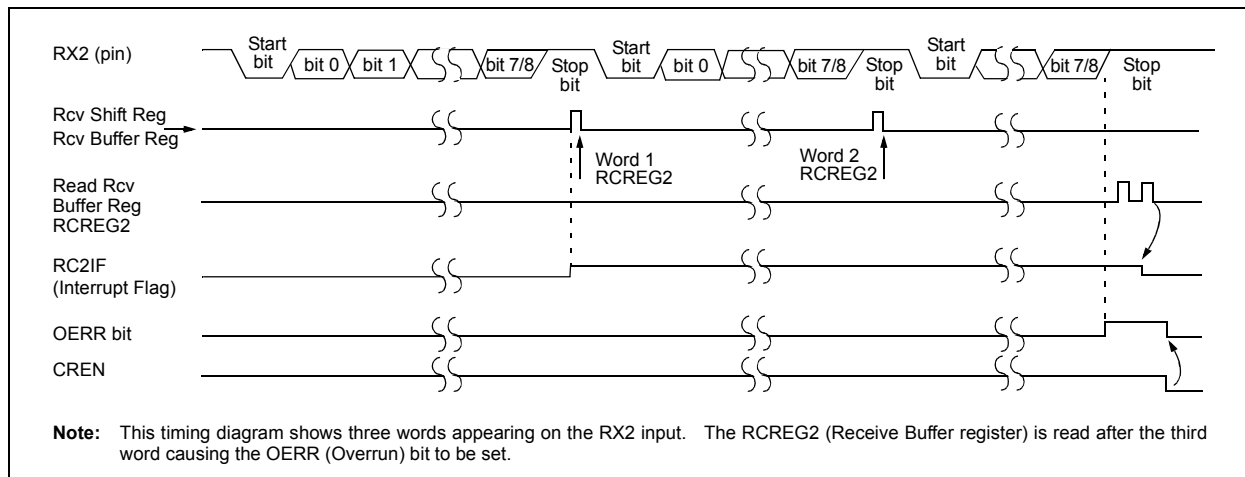 RX2 (pin)
Start bit
bit 0
bit 1
bit 7/8
Stop bit
Start bit
bit 0
bit 7/8
Stop bit
Start bit
bit 7/8
Stop bit
Rcv Shift Reg
Rcv Buffer Reg
Word 1
RCREG2
Word 2
RCREG2
Read Rcv
Buffer Reg
RCREG2
RC2IF
(Interrupt Flag)
OERR bit
CREN
Note: This timing diagram shows three words appearing on the RX2 input. The RCREG2 (Receive Buffer register) is read after the third
word causing the OERR (Overrun) bit to be set.